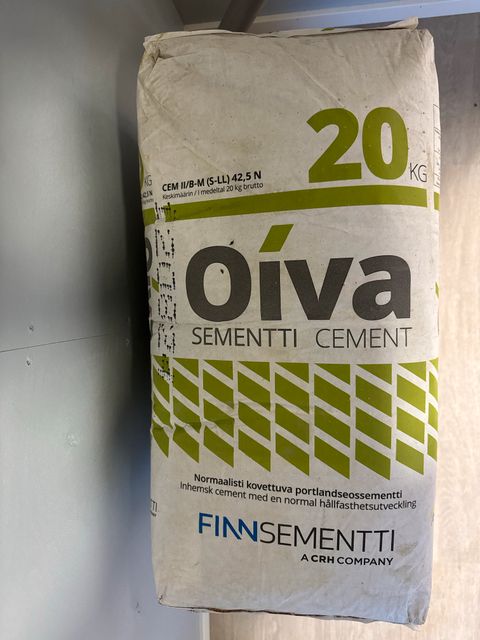 20 KG
CEM II/B-M (S-LL) 42,5 N
Keskimäärin / I medeltal 20 kg brutto
Oíva
SEMENTTI CEMENT
Normaalisti kovettuva portlandseossementti
Inhemsk cement med en normal hållfasthetsutveckling
FINNSEMENTTI
A CRH COMPANY